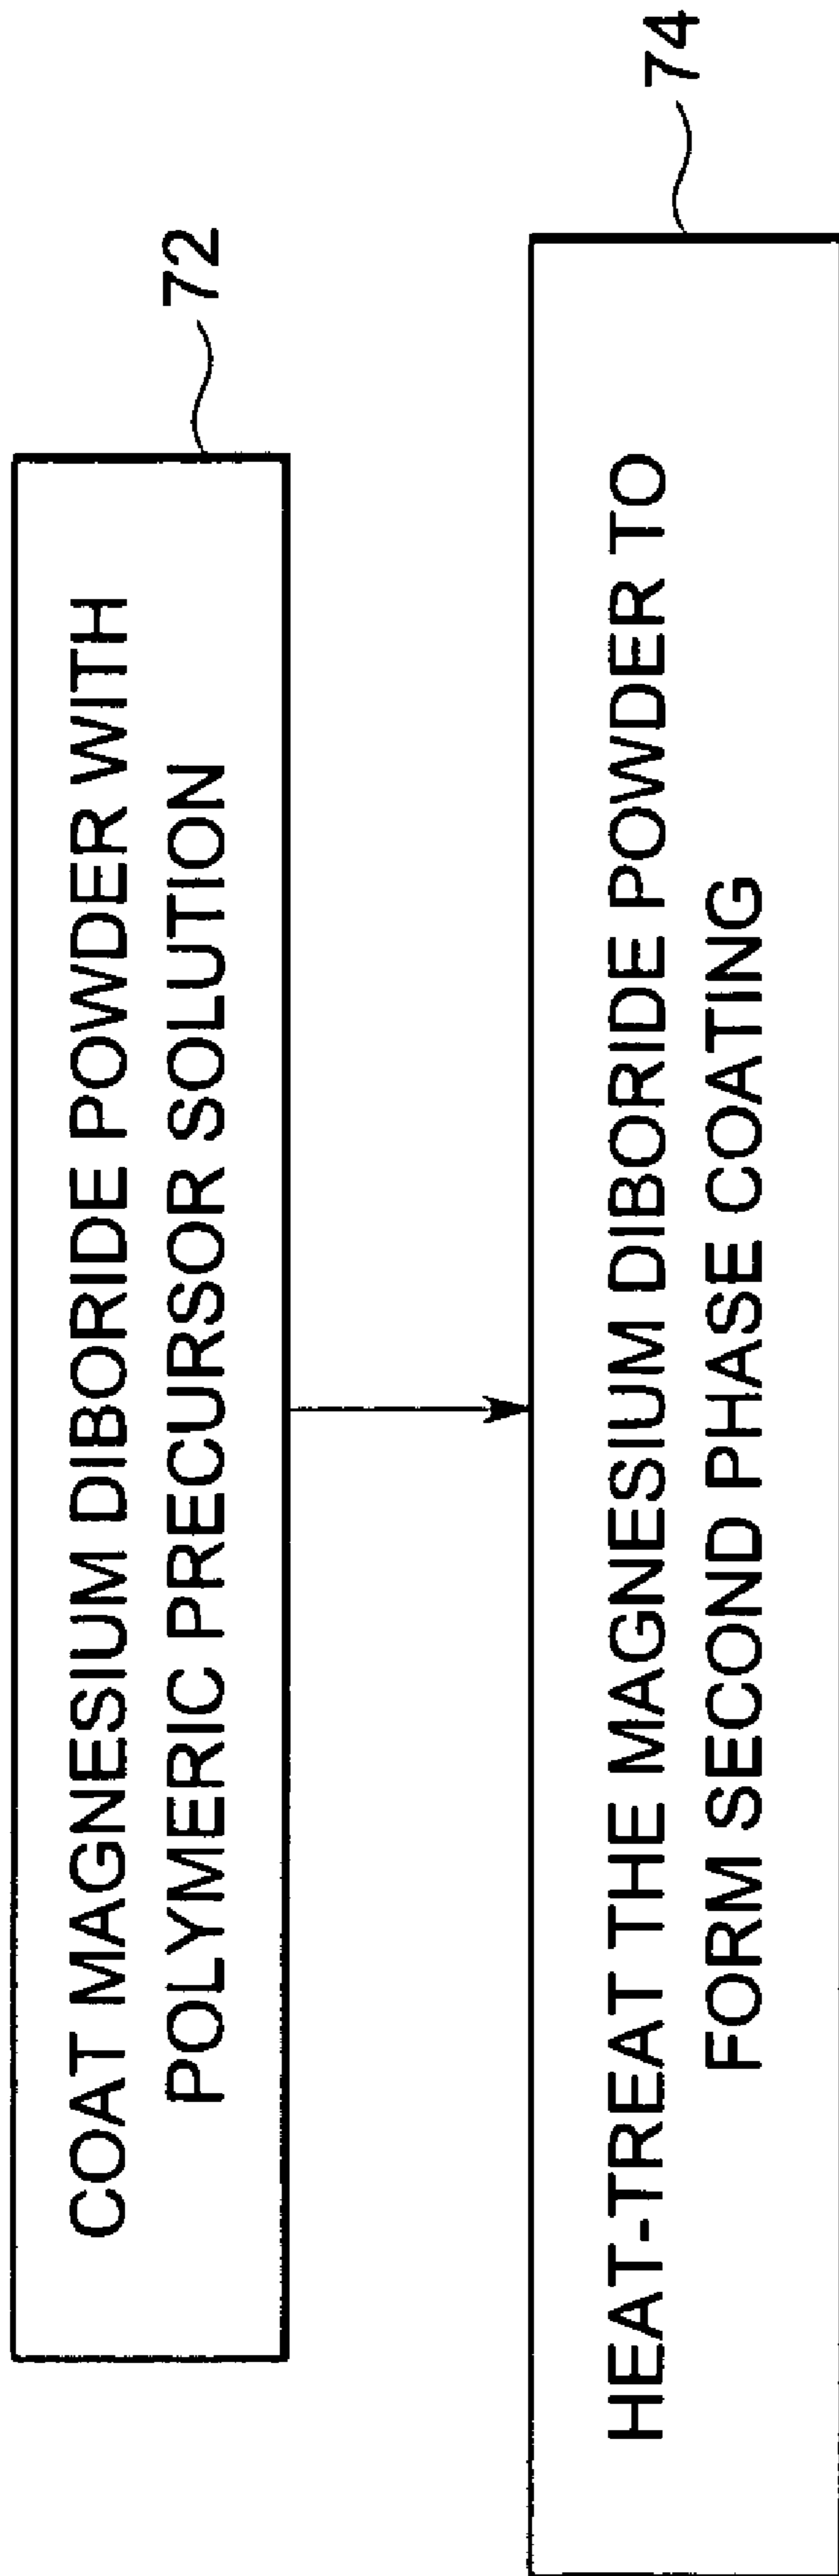 COAT MAGNESIUM DIBORIDE POWDER WITH
POLYMERIC PRECURSOR SOLUTION
72
HEAT-TREAT THE MAGNESIUM DIBORIDE POWDER TO
FORM SECOND PHASE COATING
74